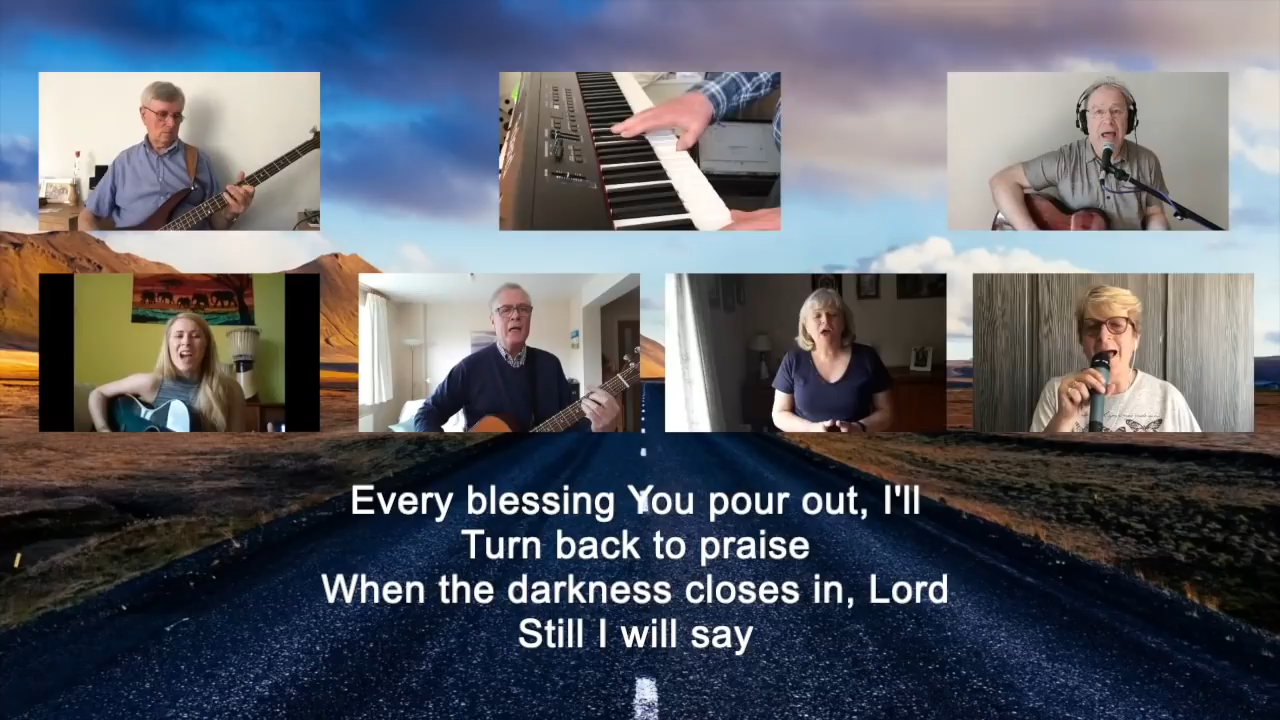 Every blessing You pour out, I'll
Turn back to praise
When the darkness closes in, Lord
Still I will say